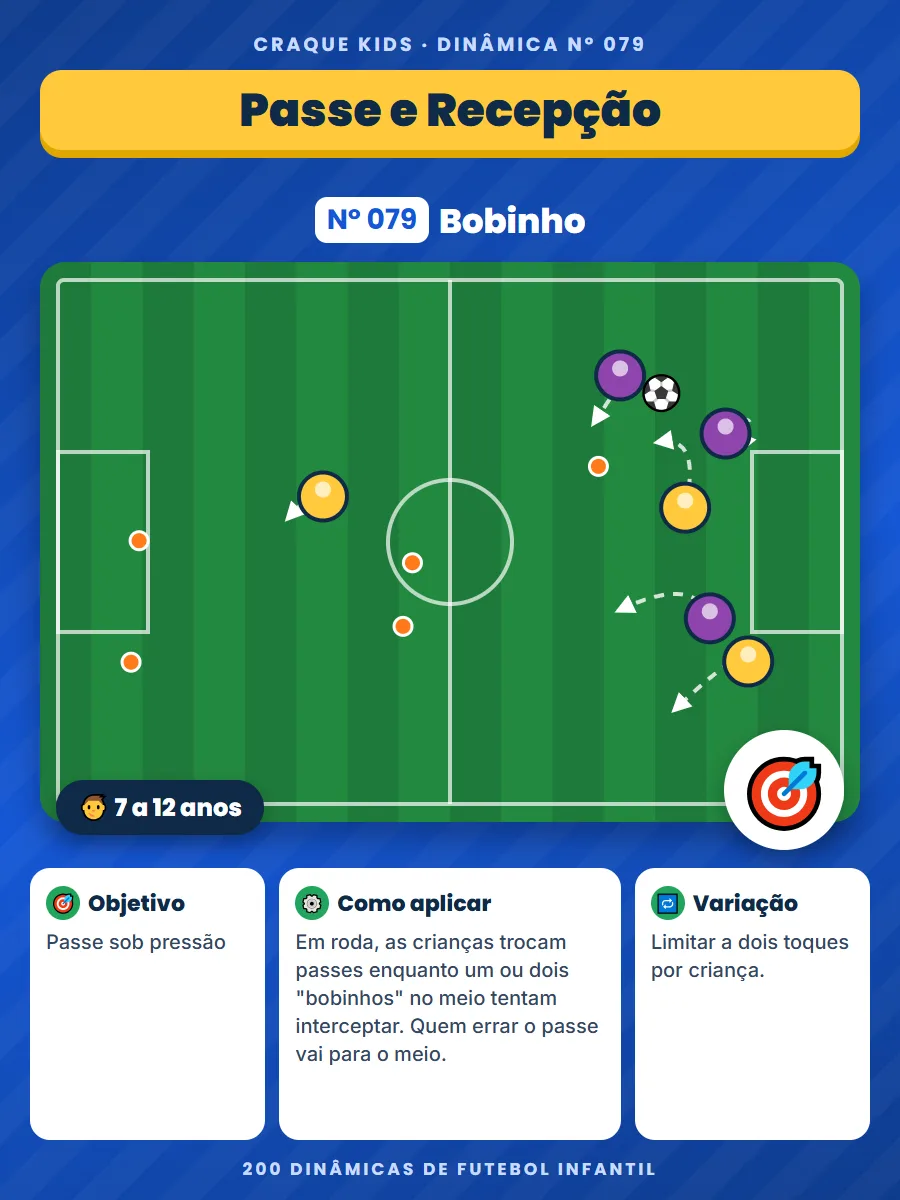 CRAQUE KIDS · DINÂMICA Nº 079
Passe e Recepção
Nº 079 Bobinho
7 a 12 anos
Objetivo
Passe sob pressão
Como aplicar
Em roda, as crianças trocam
passes enquanto um ou dois
"bobinhos" no meio tentam
interceptar. Quem errar o passe
vai para o meio.
Variação
Limitar a dois toques
por criança.
200 DINÂMICAS DE FUTEBOL INFANTIL